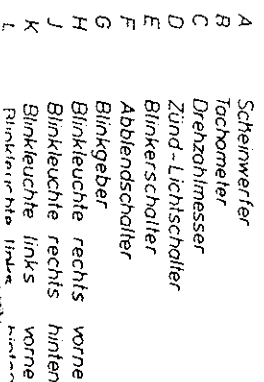 A Scheinwerfer
B Tachometer
C Drehzahlmesser
D Zünd-Lichtschalter
E Blinkerschalter
F Abblendschalter
G Blinkgeber
H Blinkleuchte rechts vorne
J Blinkleuchte rechts hinten
K Blinkleuchte links vorne
L Blinkleuchte links hinten